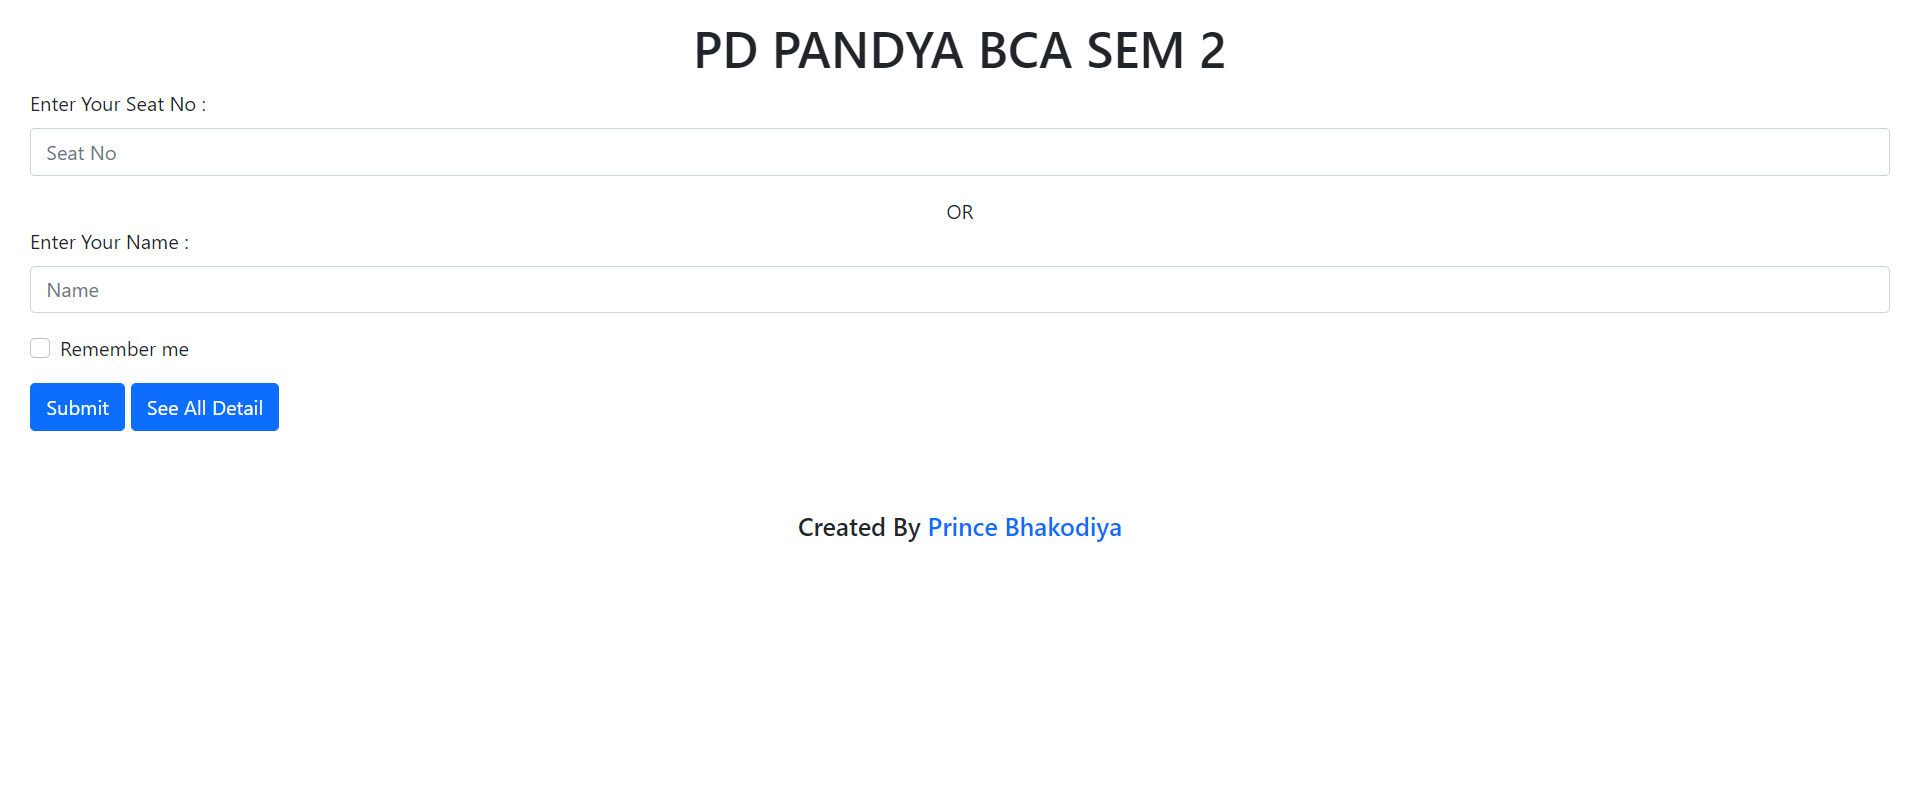 PD PANDYA BCA SEM 2
Enter Your Seat No :
Seat No
OR
Enter Your Name :
Name
Remember me
Submit See All Detail
Created By Prince Bhakodiya